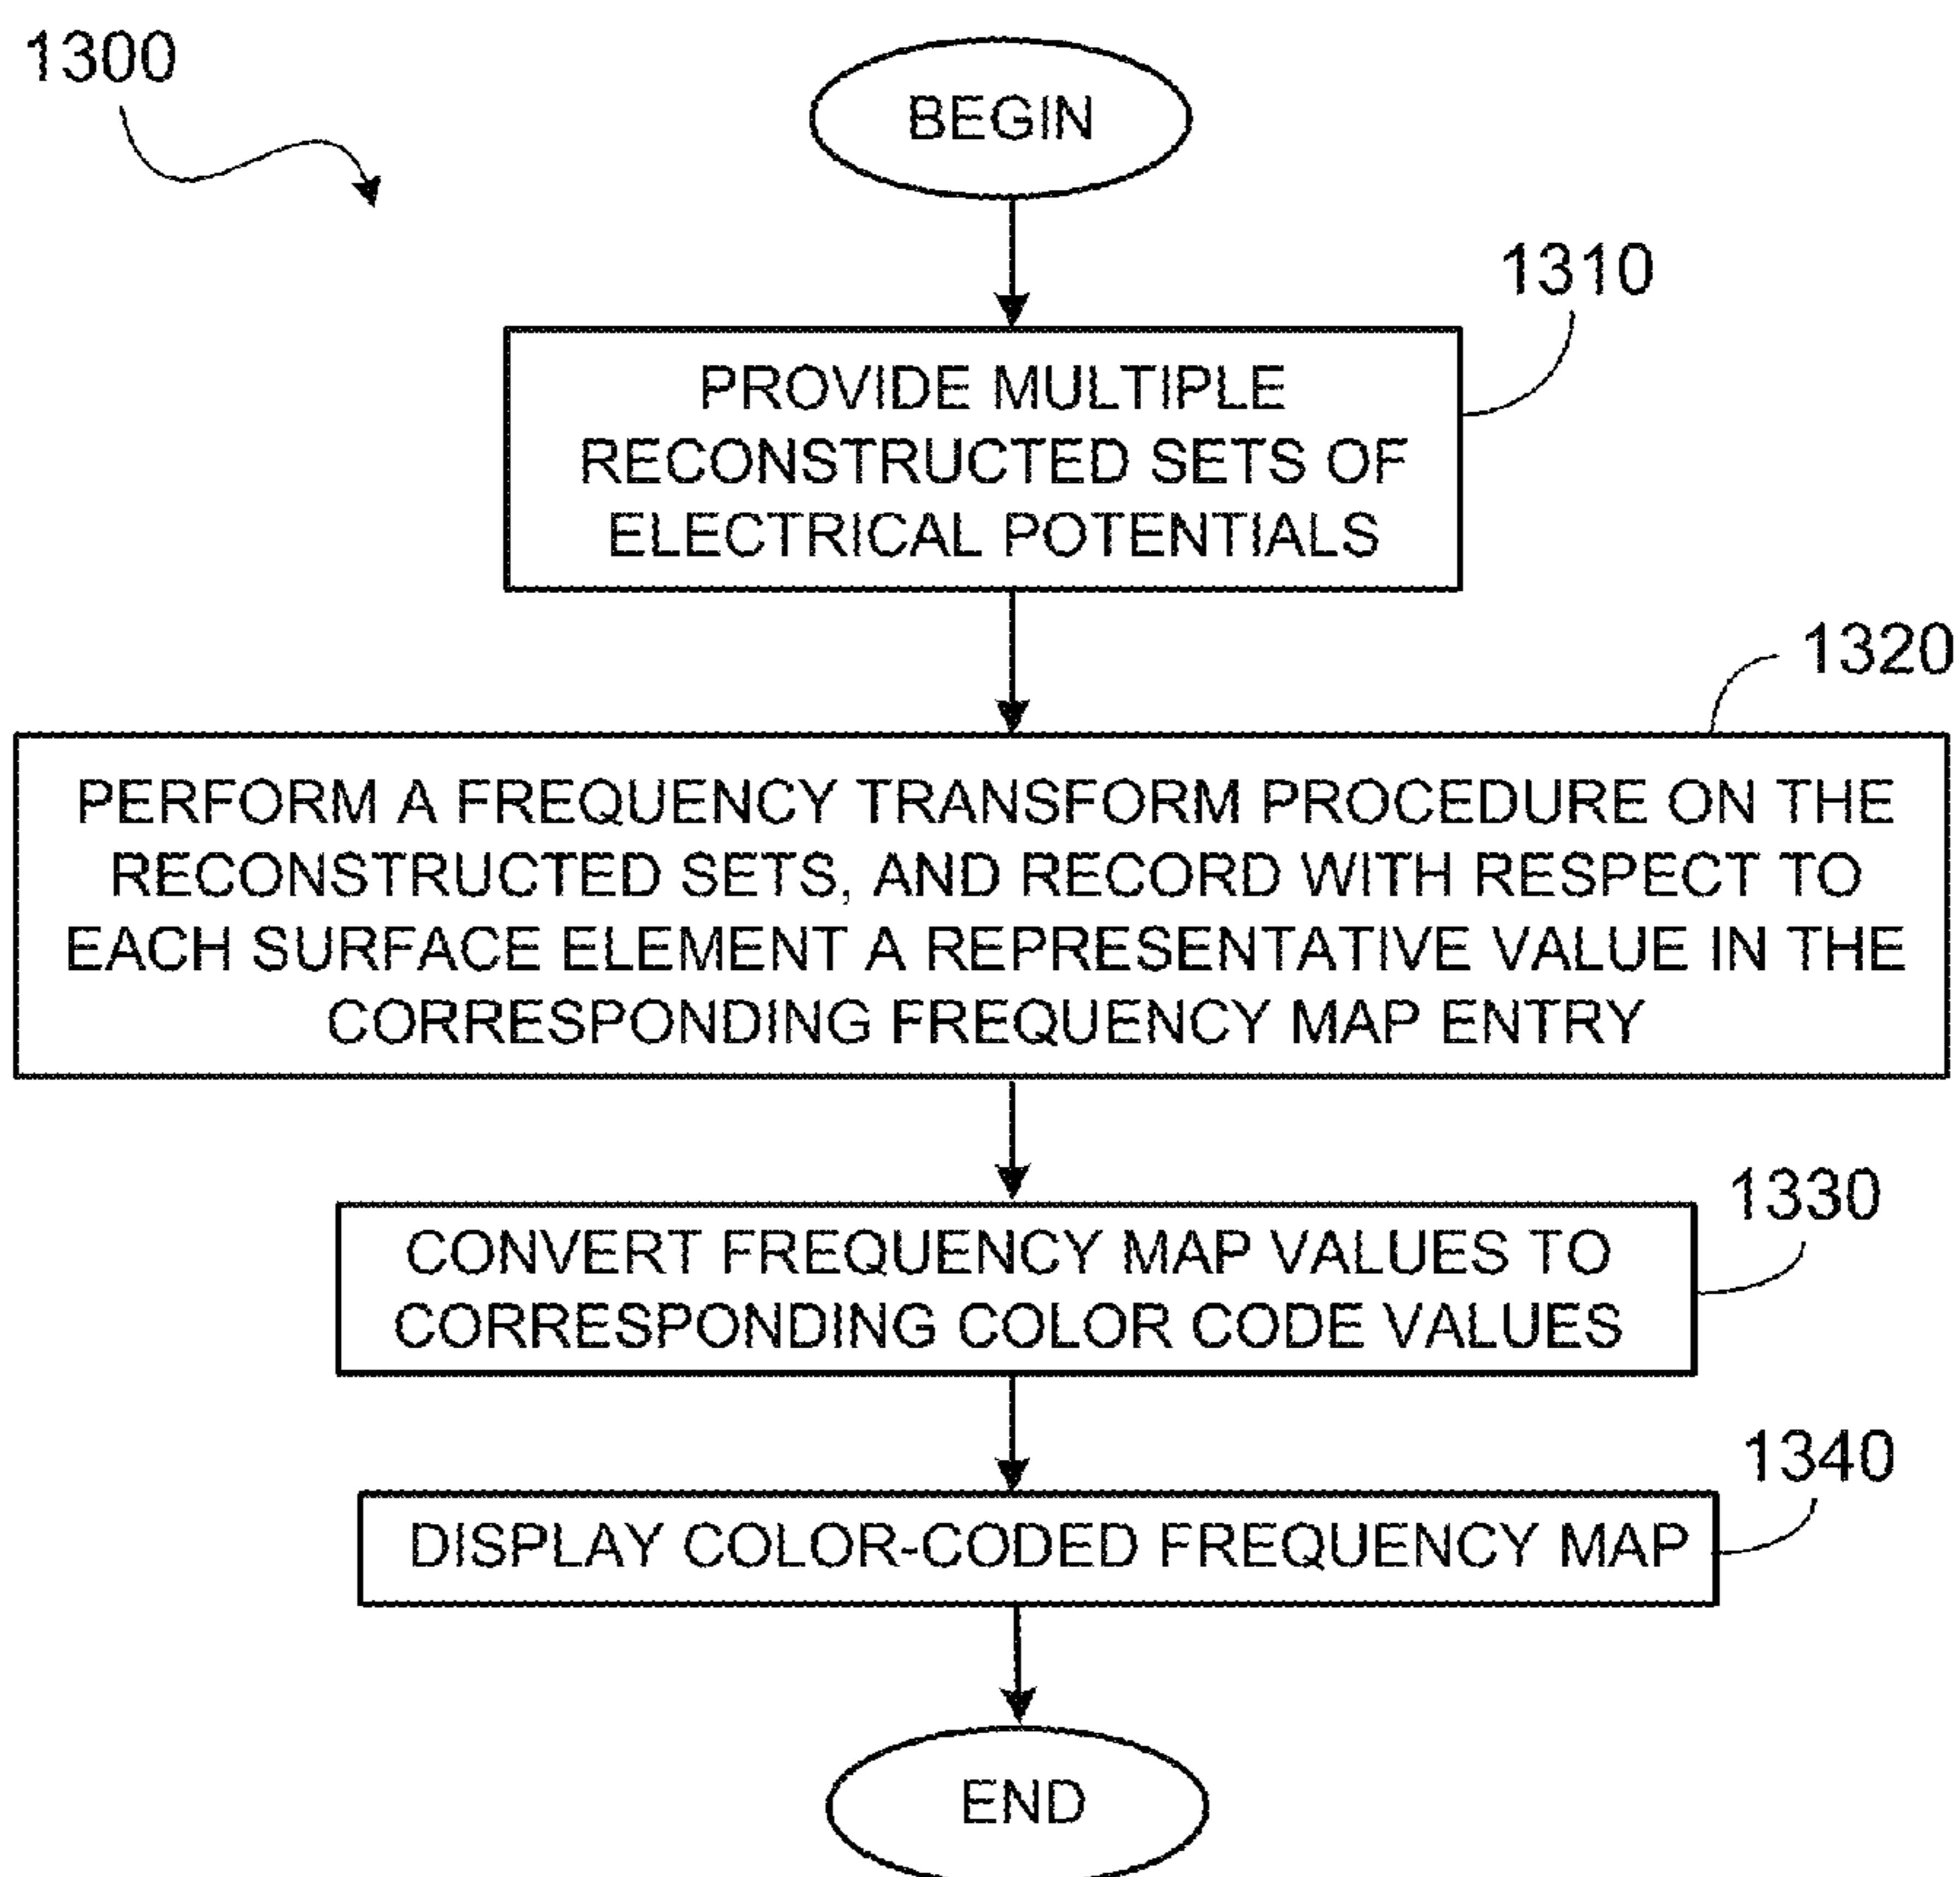 1300
BEGIN
1310
PROVIDE MULTIPLE
RECONSTRUCTED SETS OF
ELECTRICAL POTENTIALS
1320
PERFORM A FREQUENCY TRANSFORM PROCEDURE ON THE
RECONSTRUCTED SETS, AND RECORD WITH RESPECT TO
EACH SURFACE ELEMENT A REPRESENTATIVE VALUE IN THE
CORRESPONDING FREQUENCY MAP ENTRY
1330
CONVERT FREQUENCY MAP VALUES TO
CORRESPONDING COLOR CODE VALUES
1340
DISPLAY COLOR-CODED FREQUENCY MAP
END